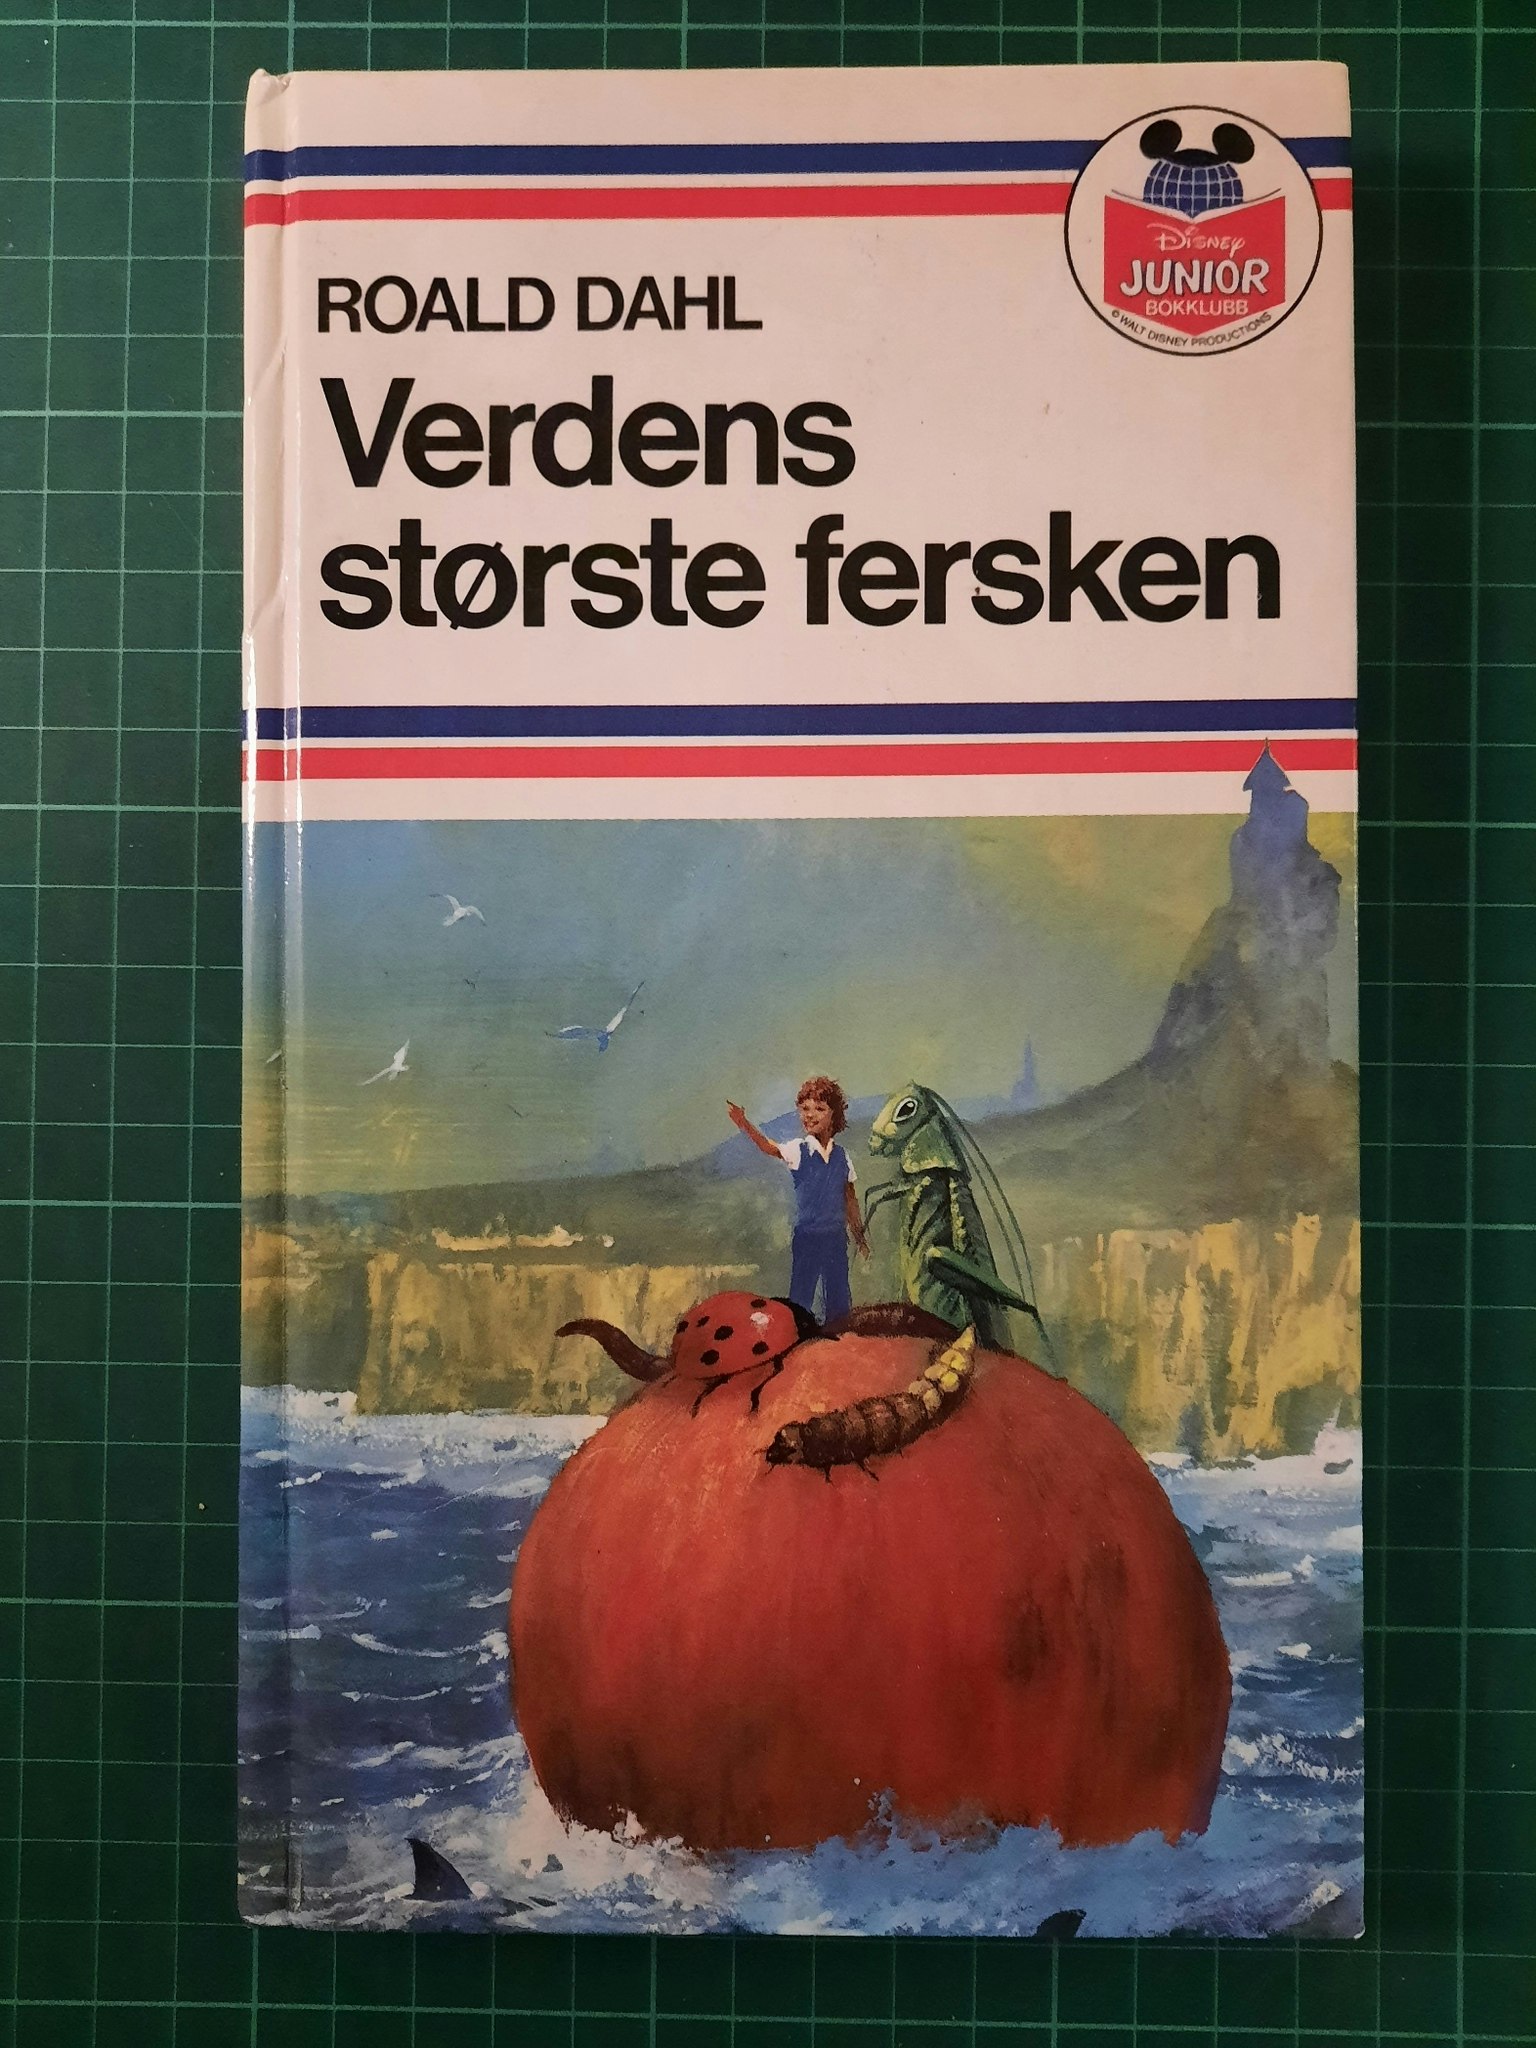 Disney
JUNIOR
BOKKLUBB
© WALT DISNEY PRODUCTIONS
ROALD DAHL
Verdens
største fersken